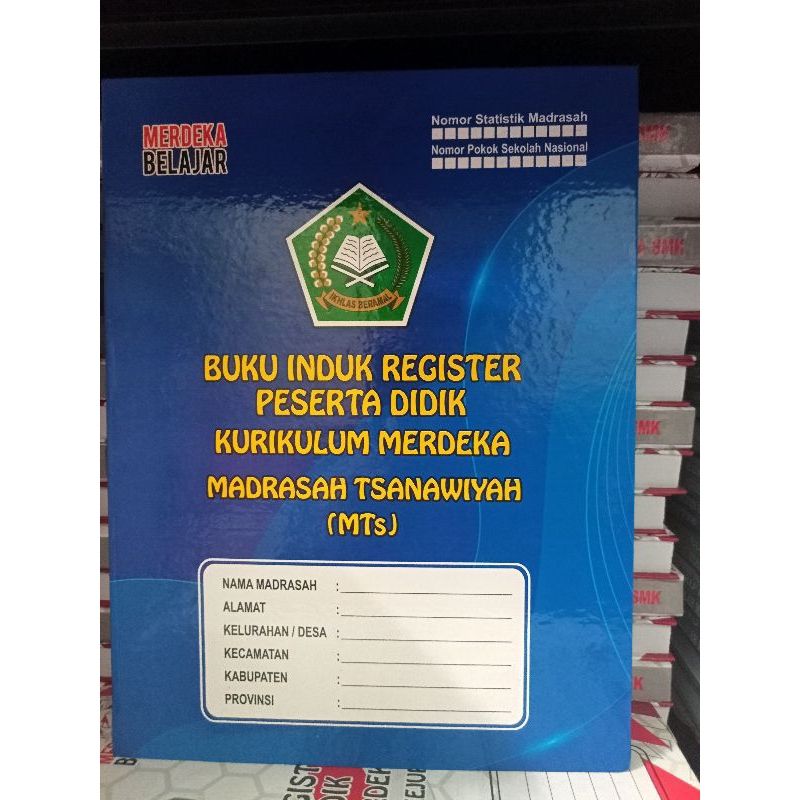 MERDEKA
BELAJAR
Nomor Statistik Madrasah
Nomor Pokok Sekolah Nasional
IKHLAS BERAMAL
BUKU INDUK REGISTER
PESERTA DIDIK
KURIKULUM MERDEKA
MADRASAH TSANAWIYAH
(MTs)
NAMA MADRASAH :
ALAMAT :
KELURAHAN / DESA :
KECAMATAN :
KABUPATEN :
PROVINSI :
SMK
SMK